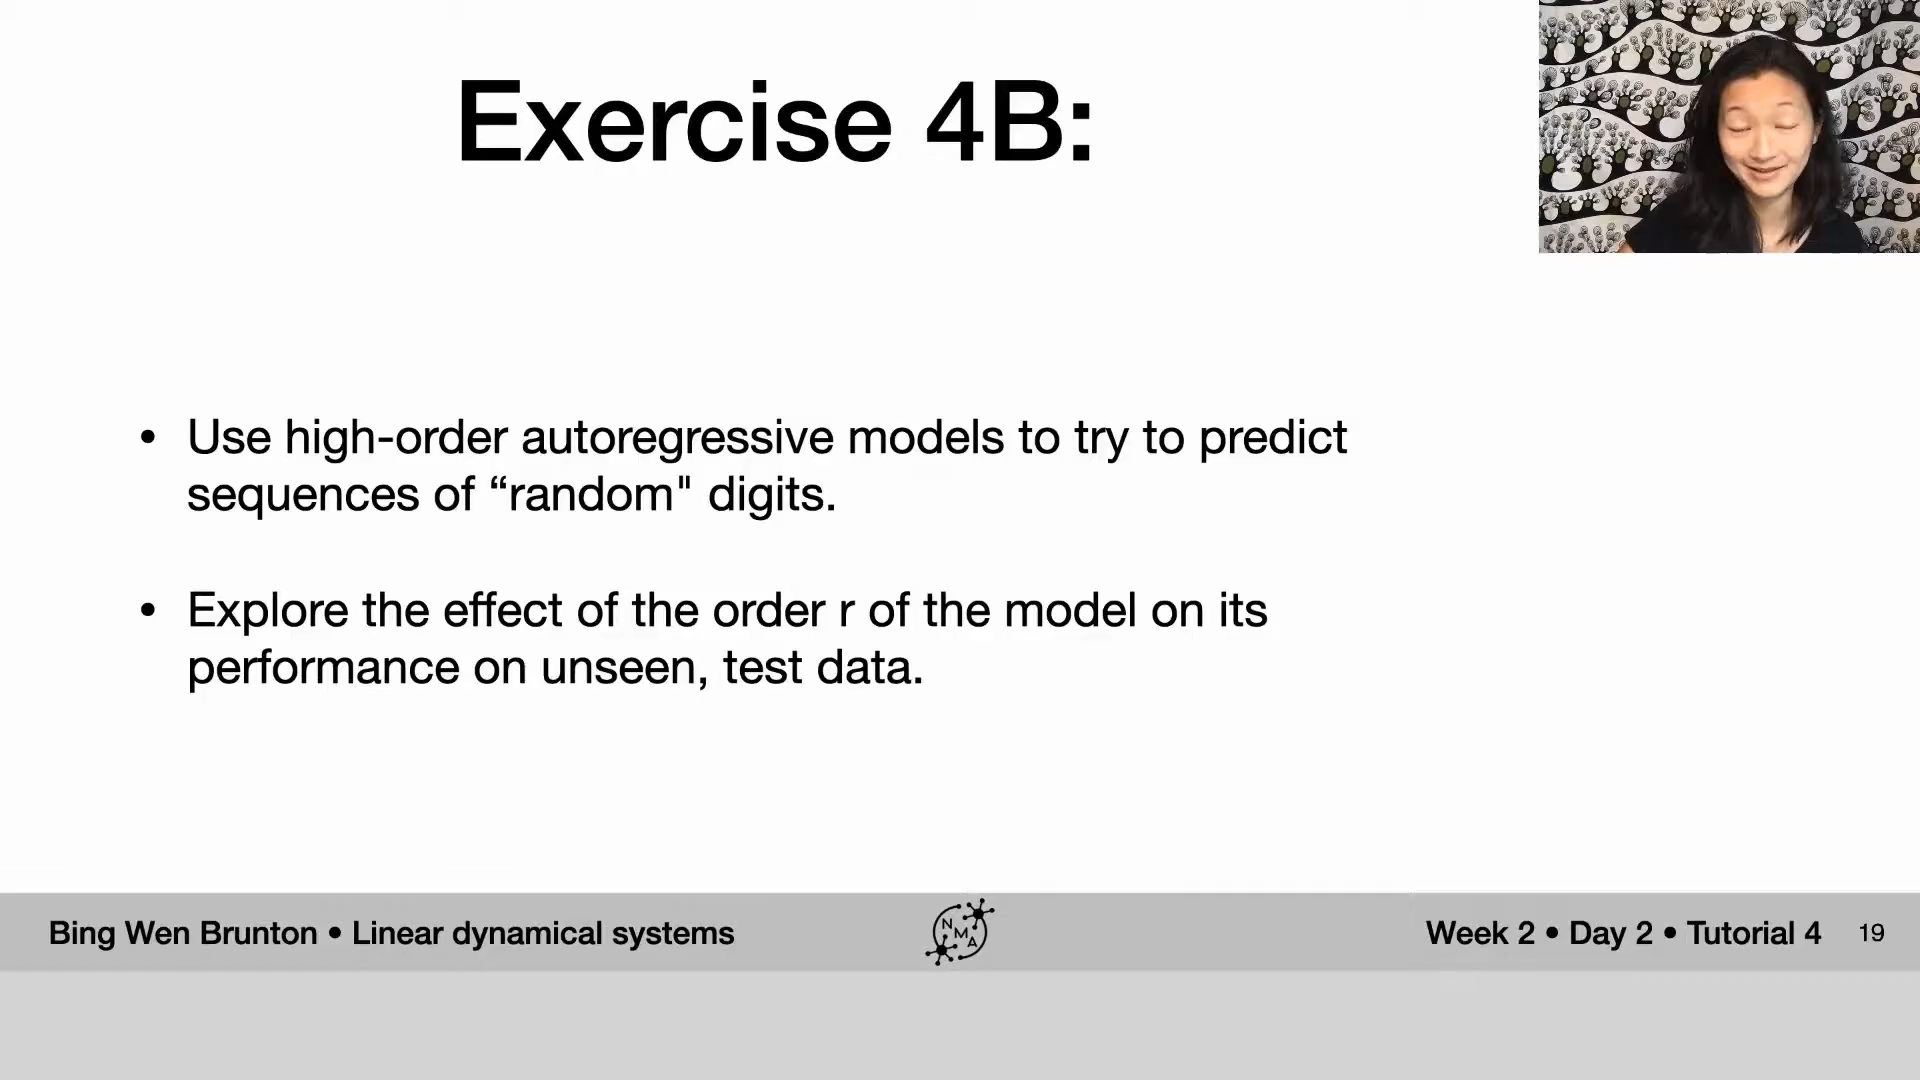 Exercise 4B:
• Use high-order autoregressive models to try to predict
sequences of “random" digits.
• Explore the effect of the order r of the model on its
performance on unseen, test data.
Bing Wen Brunton • Linear dynamical systems
NMA
Week 2 • Day 2 • Tutorial 4 19